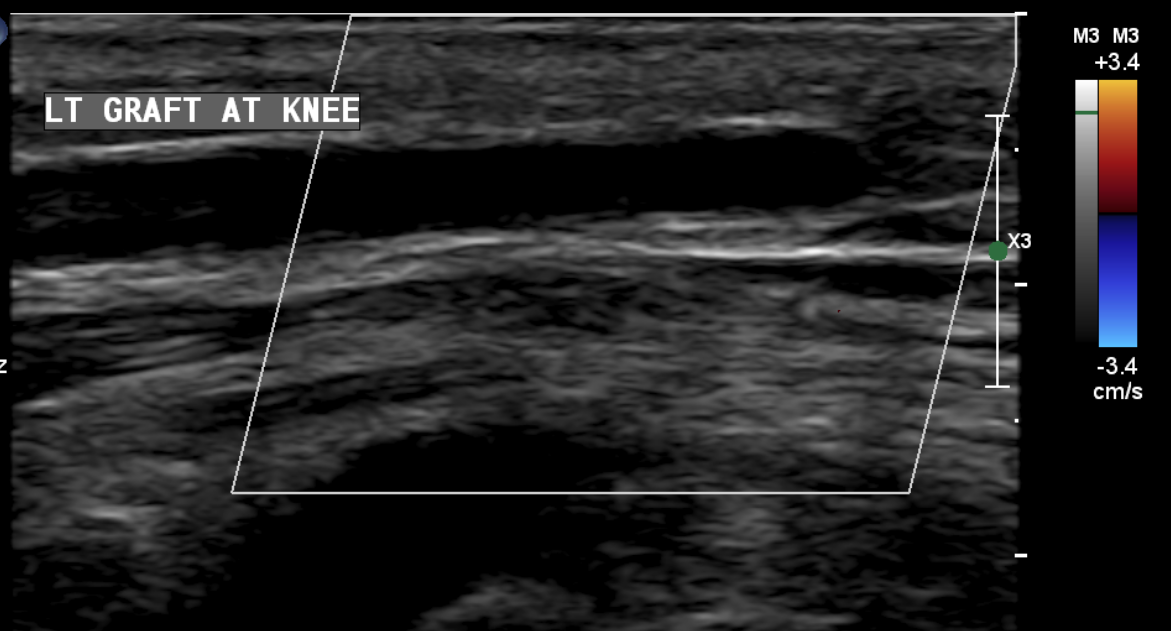 M3 M3
+3.4
LT GRAFT AT KNEE
X3
z
-3.4
cm/s